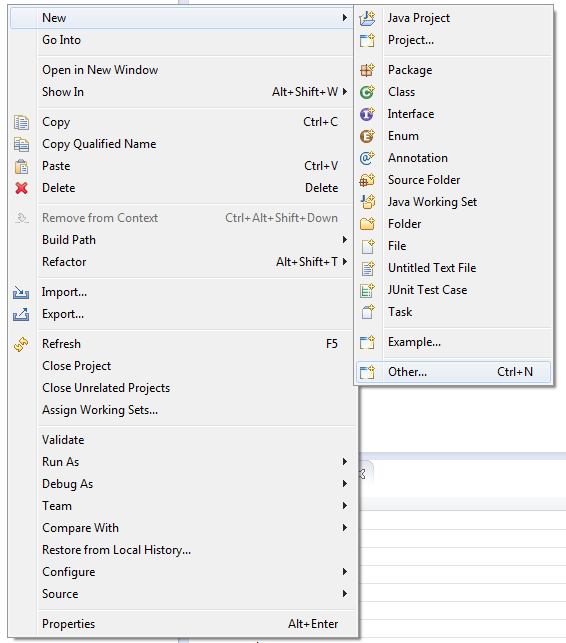 New
Go Into
Open in New Window
Show In Alt+Shift+W
Copy Ctrl+C
Copy Qualified Name
Paste Ctrl+V
Delete Delete
Remove from Context Ctrl+Alt+Shift+Down
Build Path
Refactor Alt+Shift+T
Import...
Export...
Refresh F5
Close Project
Close Unrelated Projects
Assign Working Sets...
Validate
Run As
Debug As
Team
Compare With
Restore from Local History...
Configure
Source
Properties Alt+Enter
Java Project
Project...
Package
Class
Interface
Enum
Annotation
Source Folder
Java Working Set
Folder
File
Untitled Text File
JUnit Test Case
Task
Example...
Other... Ctrl+N